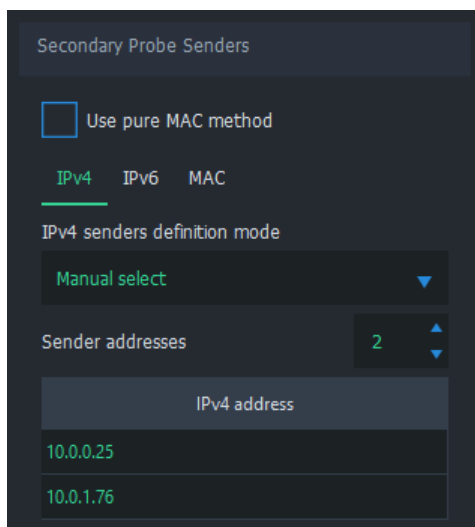 Secondary Probe Senders
Use pure MAC method
IPv4 IPv6 MAC
IPv4 senders definition mode
Manual select
Sender addresses 2
IPv4 address
10.0.0.25
10.0.1.76